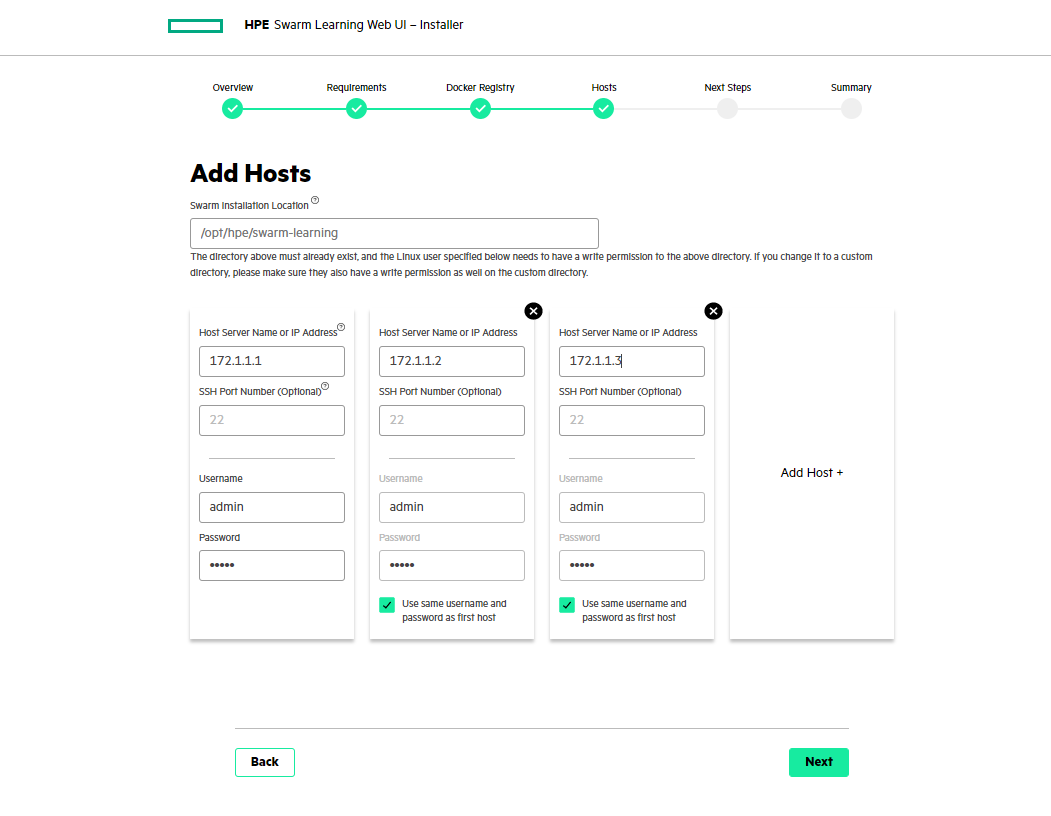 HPE Swarm Learning Web UI – Installer
Overview
Requirements
Docker Registry
Hosts
Next Steps
Summary
Add Hosts
Swarm Installation Location ?
/opt/hpe/swarm-learning
The directory above must already exist, and the Linux user specified below needs to have a write permission to the above directory. If you change it to a custom
directory, please make sure they also have a write permission as well on the custom directory.
Host Server Name or IP Address ?
172.1.1.1
SSH Port Number (Optional) ?
22
Username
admin
Password
•••••
Host Server Name or IP Address
172.1.1.2
SSH Port Number (Optional)
22
Username
admin
Password
•••••
Use same username and
password as first host
Host Server Name or IP Address
172.1.1.3
SSH Port Number (Optional)
22
Username
admin
Password
•••••
Use same username and
password as first host
Add Host +
Back
Next